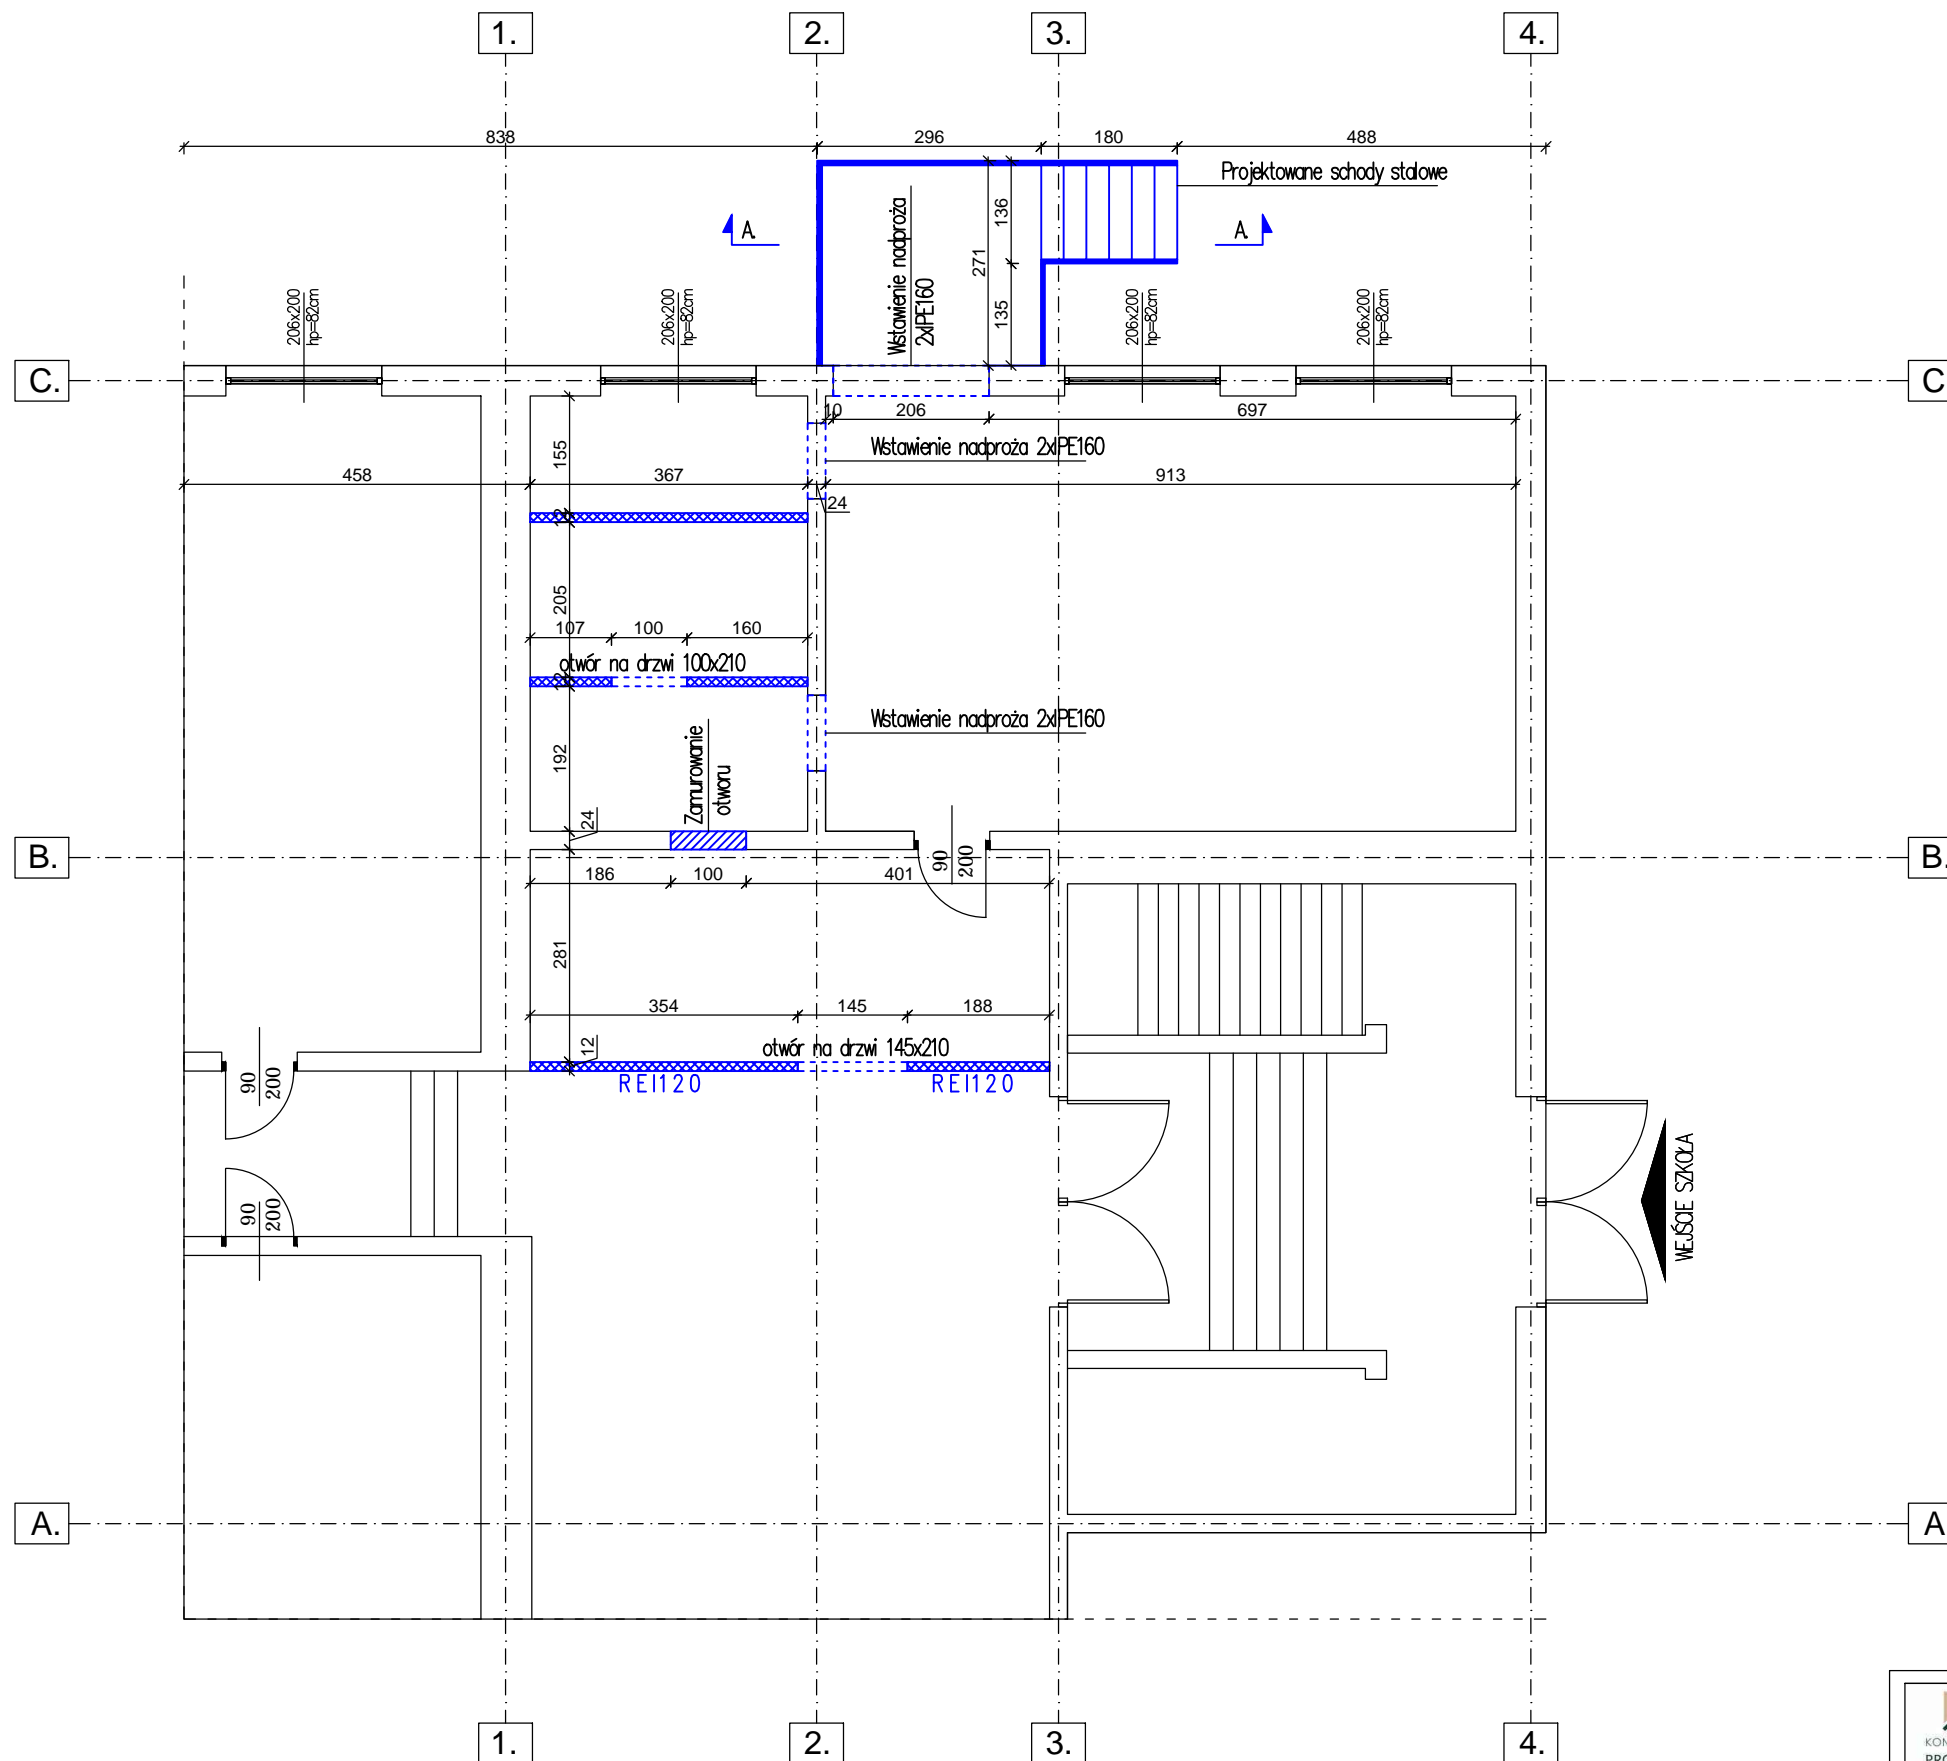 1.
2.
3.
4.
838
296
180
488
Projektowane schody stalowe
A.
A.
Wstawienie nadproża
2xIPE160
271
136
135
206x200
hp=82cm
206x200
hp=82cm
206x200
hp=82cm
206x200
hp=82cm
C.
C
10
206
697
Wstawienie nadproża 2xIPE160
155
458
367
913
24
12
205
107
100
160
otwór na drzwi 100x210
12
Wstawienie nadproża 2xIPE160
192
Zamurowanie
otworu
24
B.
B.
90
200
186
100
401
281
354
145
188
12
otwór na drzwi 145x210
REI120
REI120
90
200
90
200
WEJŚCIE SZKOŁA
A.
A
1.
2.
3.
4.